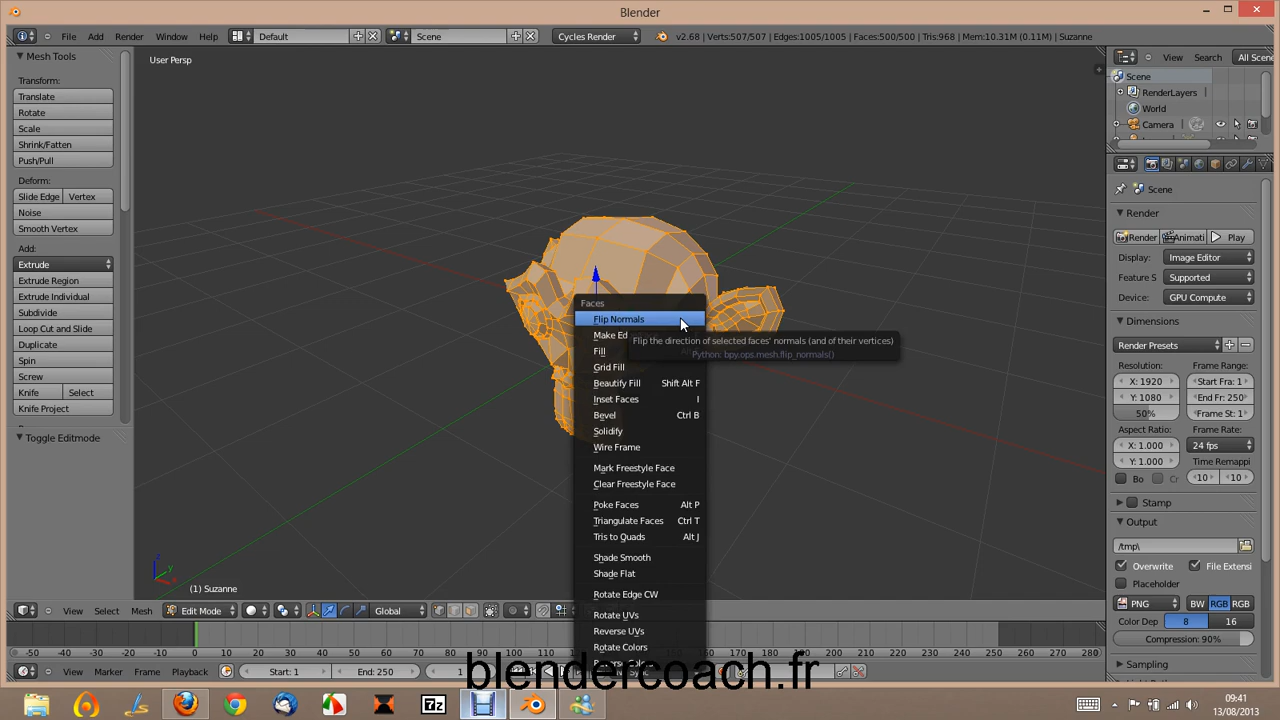 Blender
File Add Render Window Help Default Scene Cycles Render v2.68 | Verts:507/507 | Edges:1005/1005 | Faces:500/500 | Tris:968 | Mem:10.31M (0.11M) | Suzanne
Mesh Tools
Transform:
Translate
Rotate
Scale
Shrink/Fatten
Push/Pull
Deform:
Slide Edge Vertex
Noise
Smooth Vertex
Add:
Extrude
Extrude Region
Extrude Individual
Subdivide
Loop Cut and Slide
Duplicate
Spin
Screw
Knife Select
Knife Project
Toggle Editmode
User Persp
z
y
x
(1) Suzanne
Faces
Flip Normals
Make Ed
Fill
Grid Fill
Beautify Fill Shift Alt F
Inset Faces I
Bevel Ctrl B
Solidify
Wire Frame
Mark Freestyle Face
Clear Freestyle Face
Poke Faces Alt P
Triangulate Faces Ctrl T
Tris to Quads Alt J
Shade Smooth
Shade Flat
Rotate Edge CW
Rotate UVs
Reverse UVs
Rotate Colors
Reverse Colors
Flip the direction of selected faces' normals (and of their vertices)
Python: bpy.ops.mesh.flip_normals()
View Search All Scene
Scene
RenderLayers
World
Camera
Scene
Render
Render Animati Play
Display: Image Editor
Feature S Supported
Device: GPU Compute
Dimensions
Render Presets
Resolution: Frame Range:
X: 1920 Start Fra: 1
Y: 1080 End Fr: 250
50% Frame St: 1
Aspect Ratio: Frame Rate:
X: 1.000 24 fps
Y: 1.000 Time Remappi
Bo Cr 10 10
Stamp
Output
/tmp\
Overwrite File Extensi
Placeholder
PNG BW RGB RGB
Color Dep 8 16
Compression: 90%
Sampling
View Select Mesh Edit Mode Global
-50 -40 -30 -20 -10 0 10 20 30 40 50 60 70 80 90 100 110 160 170 180 190 200 210 220 230 240 250 260 270 280
View Marker Frame Playback Start: 1 End: 250 1 No Sync
blendercoach.fr
7z
09:41
13/08/2013